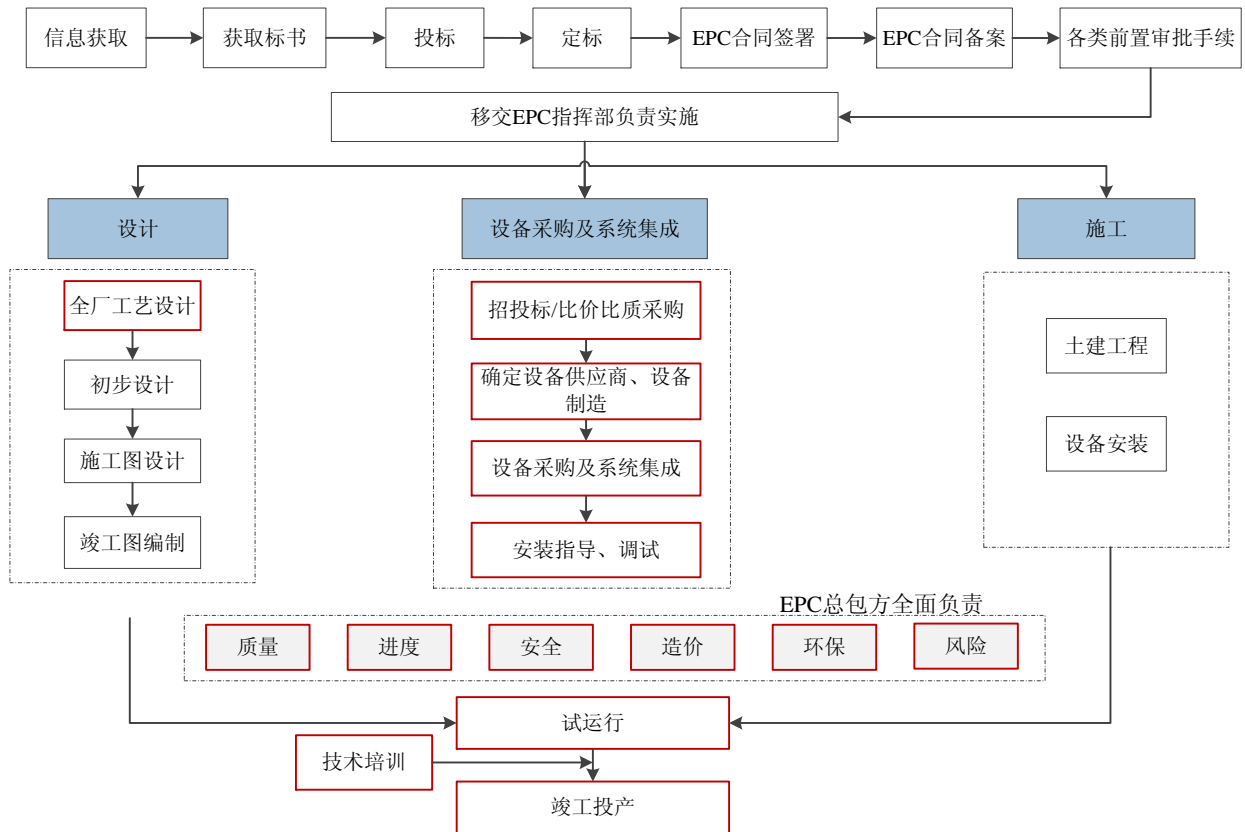 信息获取
获取标书
投标
定标
EPC合同签署
EPC合同备案
各类前置审批手续
移交EPC指挥部负责实施
设计
设备采购及系统集成
施工
全厂工艺设计
初步设计
施工图设计
竣工图编制
招投标/比价比质采购
确定设备供应商、设备
制造
设备采购及系统集成
安装指导、调试
土建工程
设备安装
EPC总包方全面负责
质量
进度
安全
造价
环保
风险
试运行
技术培训
竣工投产